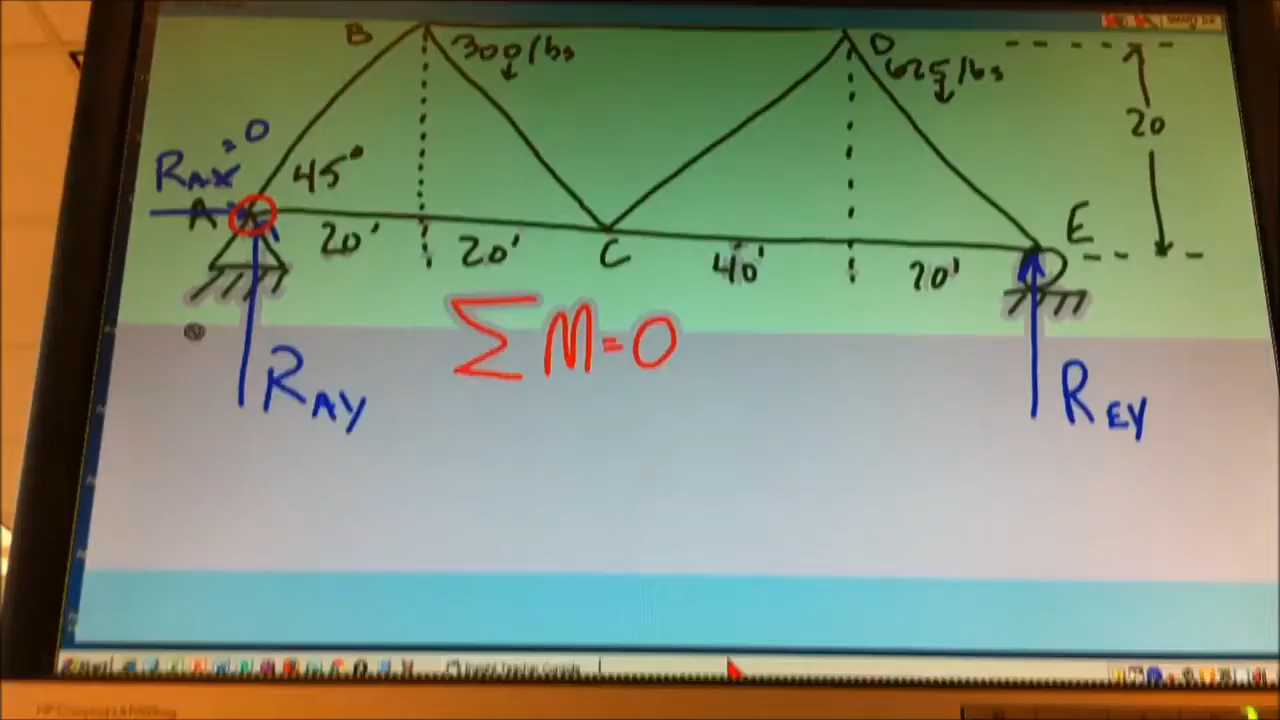 B
300 lbs
D
625 lbs
20
= 0
RAX
45°
A
20'
20'
C
40'
20'
E
ΣM=0
RAY
REY